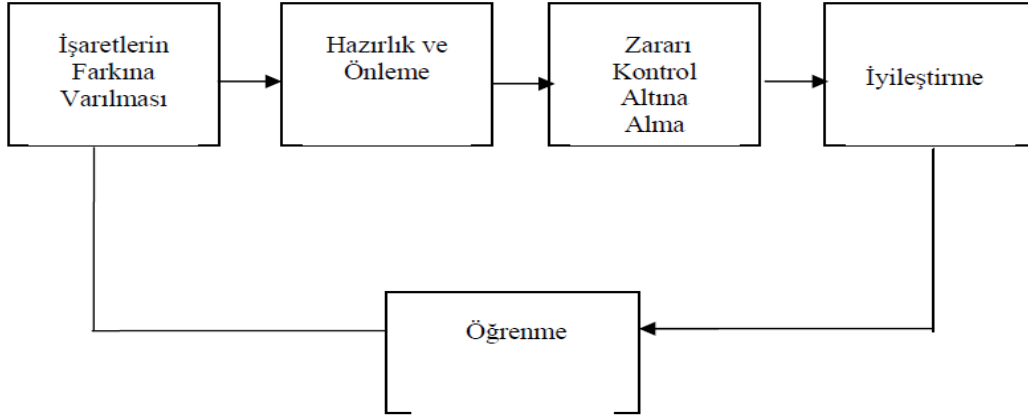 İşaretlerin
Farkına
Varılması
Hazırlık ve
Önleme
Zararı
Kontrol
Altına
Alma
İyileştirme
Öğrenme